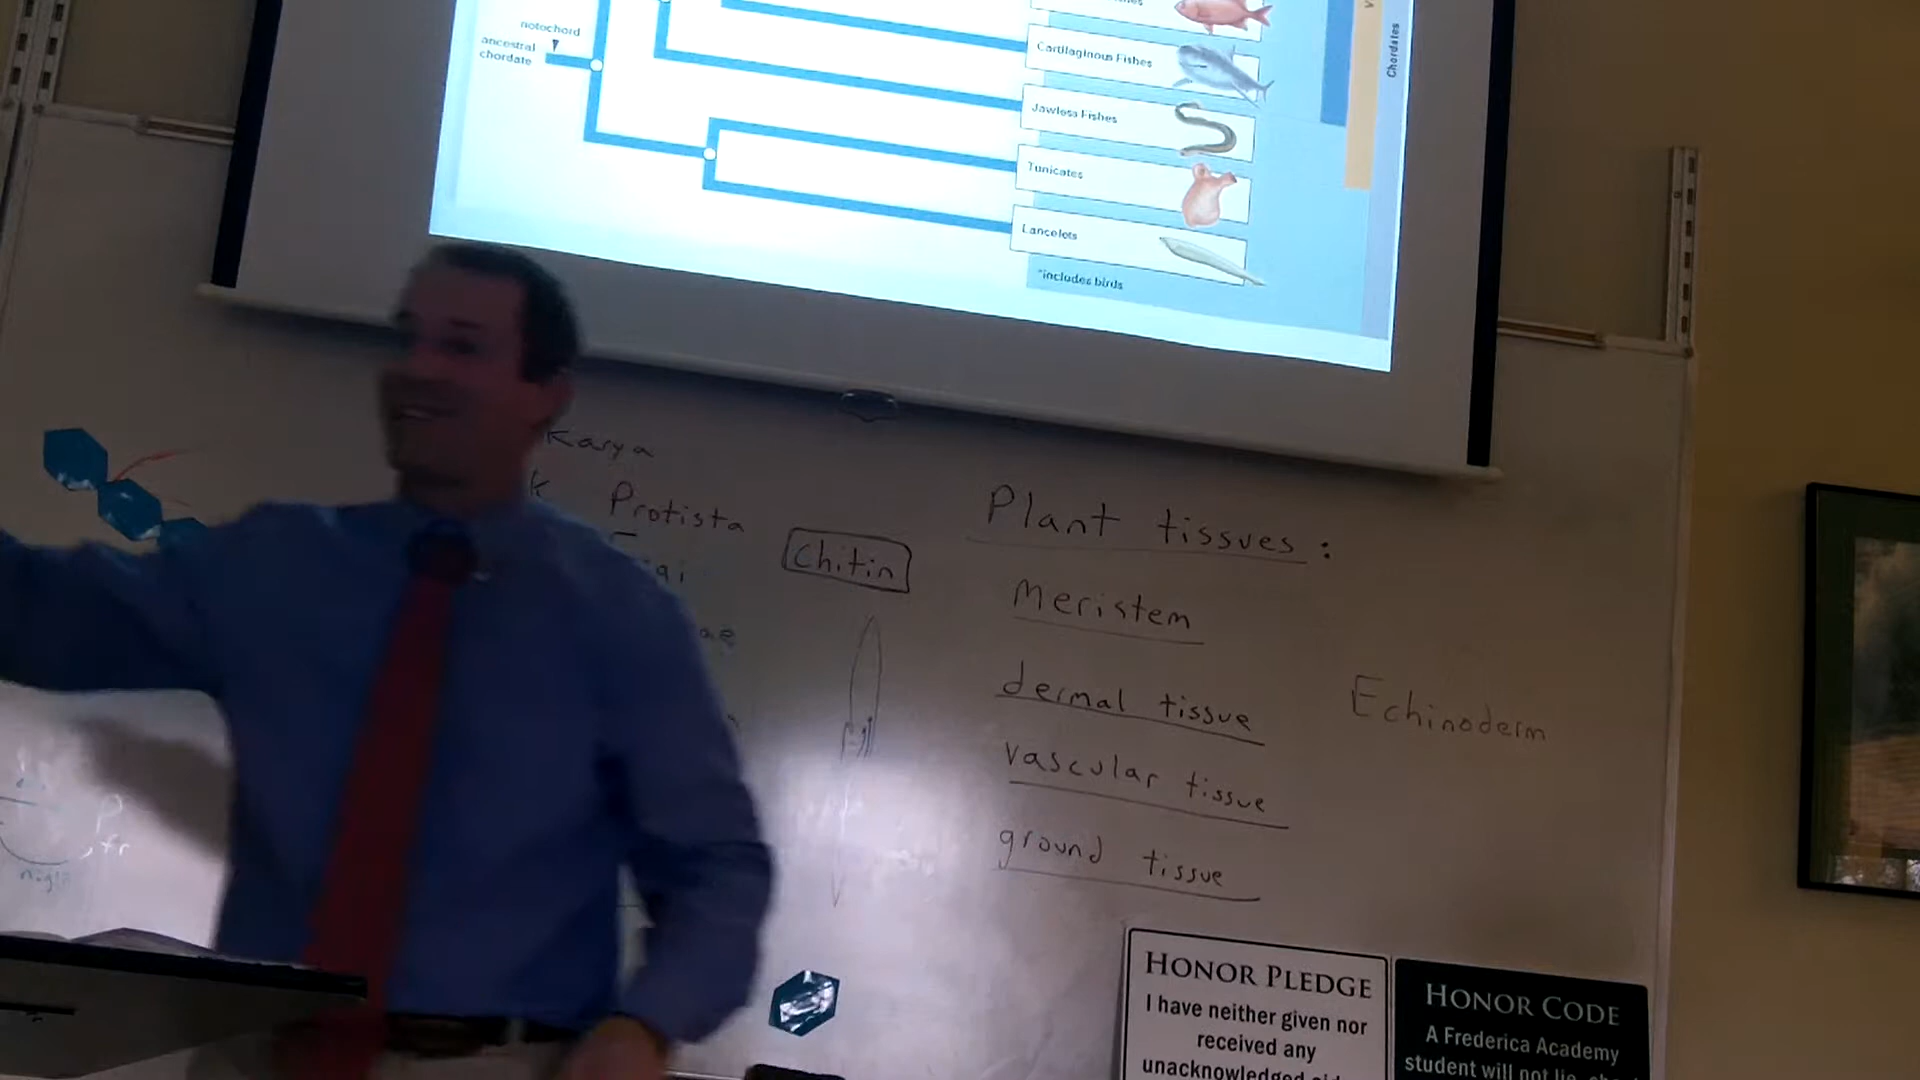 notochord
ancestral
chordate
Cartilaginous Fishes
Jawless Fishes
Tunicates
Lancelets
*includes birds
Chordates
Karya
k Protista
Chitin
Plant tissues:
Meristem
dermal tissue
vascular tissue
ground tissue
Echinoderm
HONOR PLEDGE
I have neither given nor
received any
unacknowledged
HONOR CODE
A Frederica Academy
student will not lie,